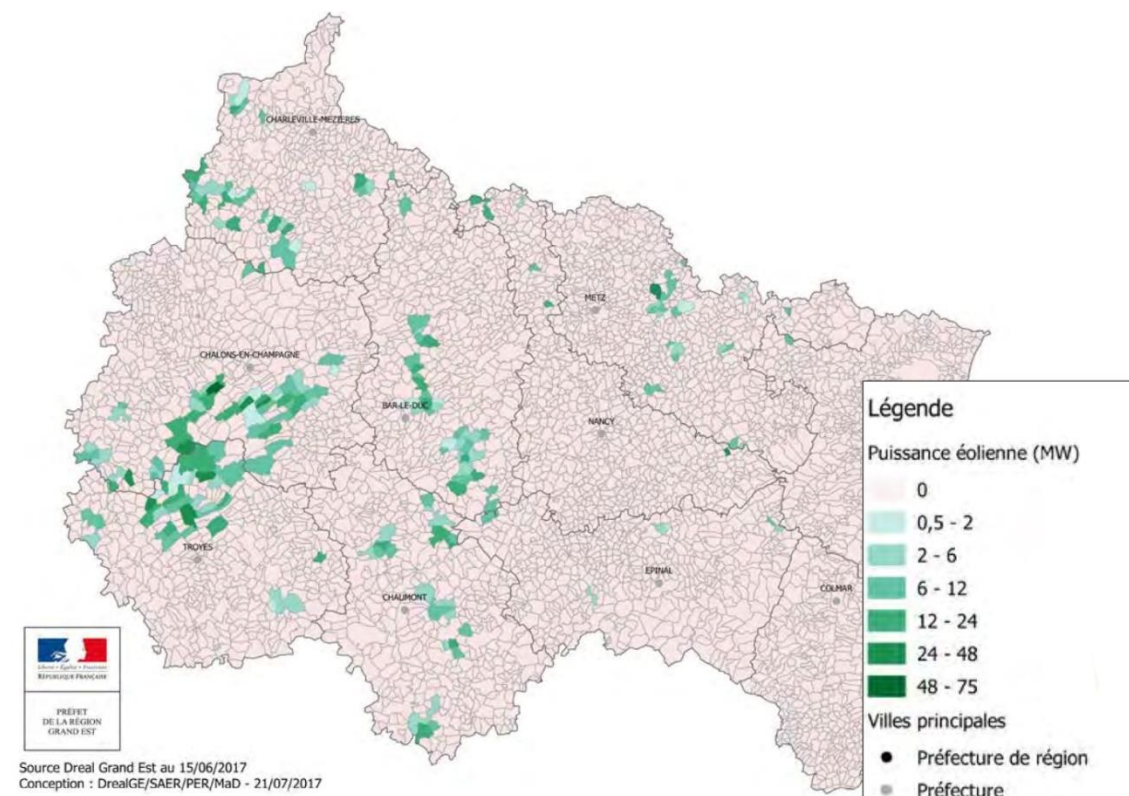 CHARLEVILLE-MEZIERES
METZ
CHALONS-EN-CHAMPAGNE
BAR-LE-DUC
NANCY
TROYES
EPINAL
CHAUMONT
COLMAR
Légende
Puissance éolienne (MW)
0
0,5 - 2
2 - 6
6 - 12
12 - 24
24 - 48
48 - 75
Villes principales
Préfecture de région
Préfecture
Liberté • Égalité • Fraternité
RÉPUBLIQUE FRANÇAISE
PRÉFET
DE LA RÉGION
GRAND EST
Source Dreal Grand Est au 15/06/2017
Conception : DrealGE/SAER/PER/MaD - 21/07/2017